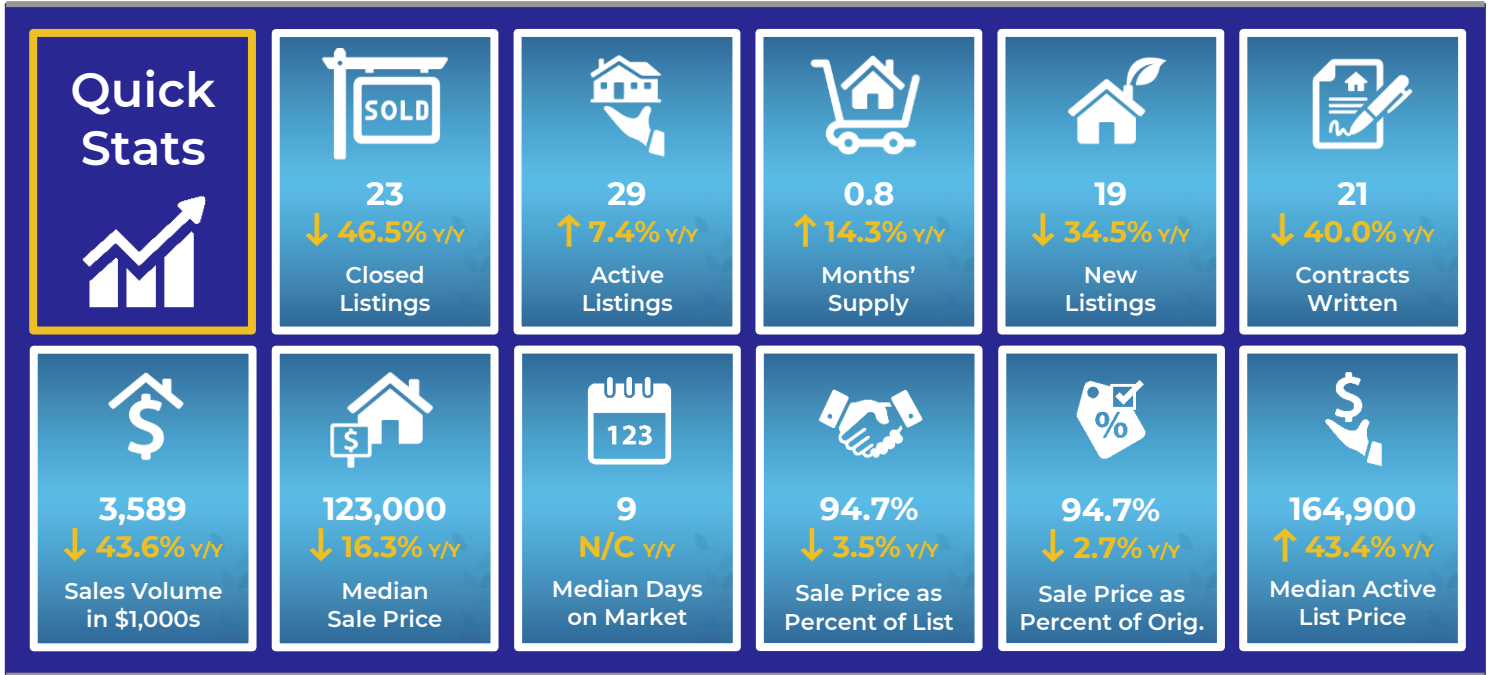 Quick
Stats
SOLD
23
↓ 46.5% Y/Y
Closed
Listings
29
↑ 7.4% Y/Y
Active
Listings
0.8
↑ 14.3% Y/Y
Months’
Supply
19
↓ 34.5% Y/Y
New
Listings
21
↓ 40.0% Y/Y
Contracts
Written
$
3,589
↓ 43.6% Y/Y
Sales Volume
in $1,000s
$
123,000
↓ 16.3% Y/Y
Median
Sale Price
123
9
N/C Y/Y
Median Days
on Market
94.7%
↓ 3.5% Y/Y
Sale Price as
Percent of List
%
94.7%
↓ 2.7% Y/Y
Sale Price as
Percent of Orig.
$
164,900
↑ 43.4% Y/Y
Median Active
List Price